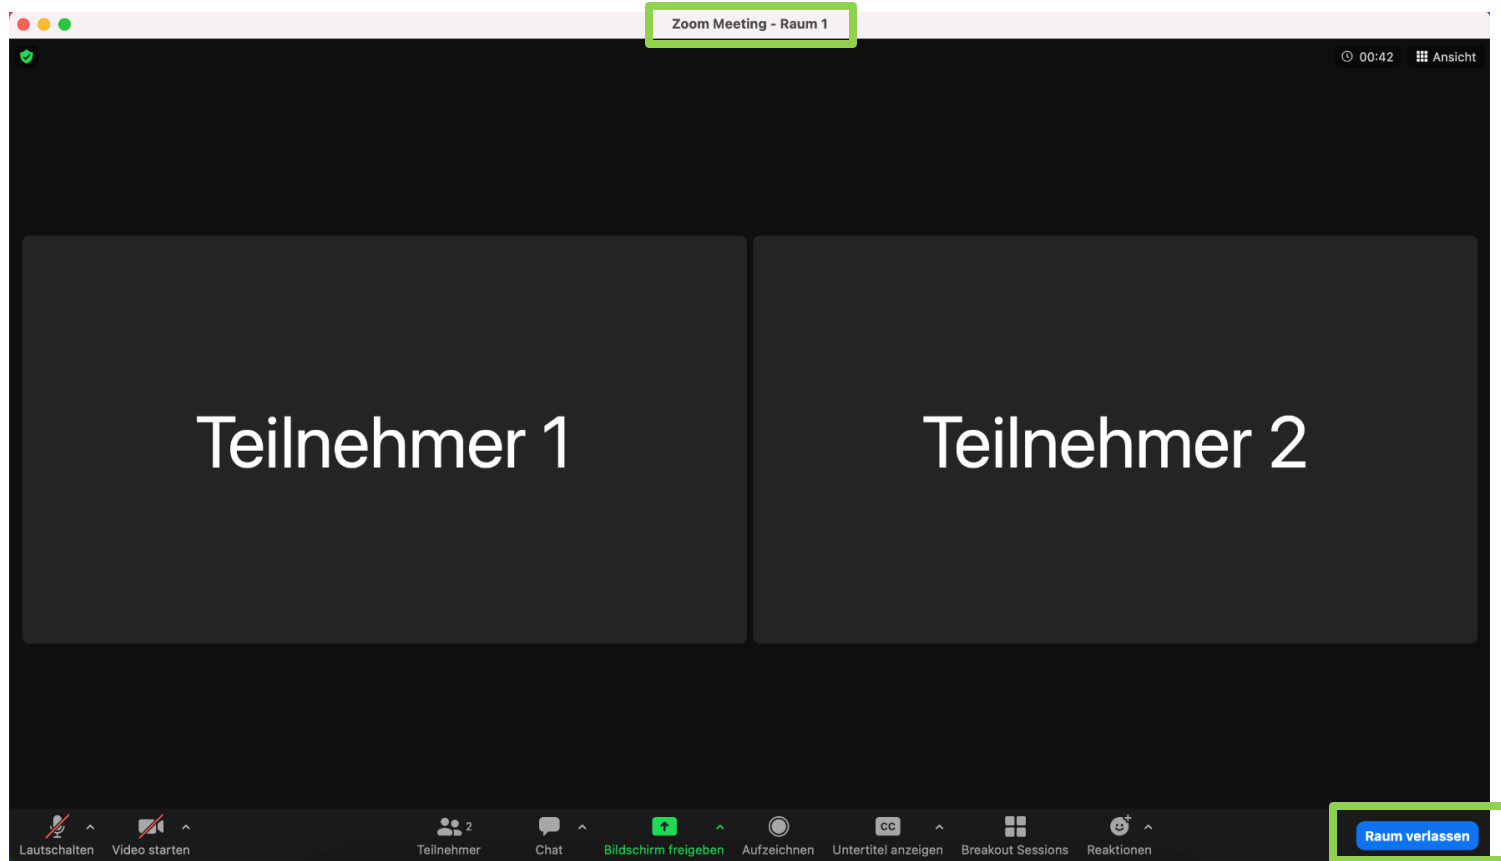 Zoom Meeting - Raum 1
00:42 Ansicht
Teilnehmer 1
Teilnehmer 2
2
CC
Lautschalten Video starten Teilnehmer Chat Bildschirm freigeben Aufzeichnen Untertitel anzeigen Breakout Sessions Reaktionen
Raum verlassen